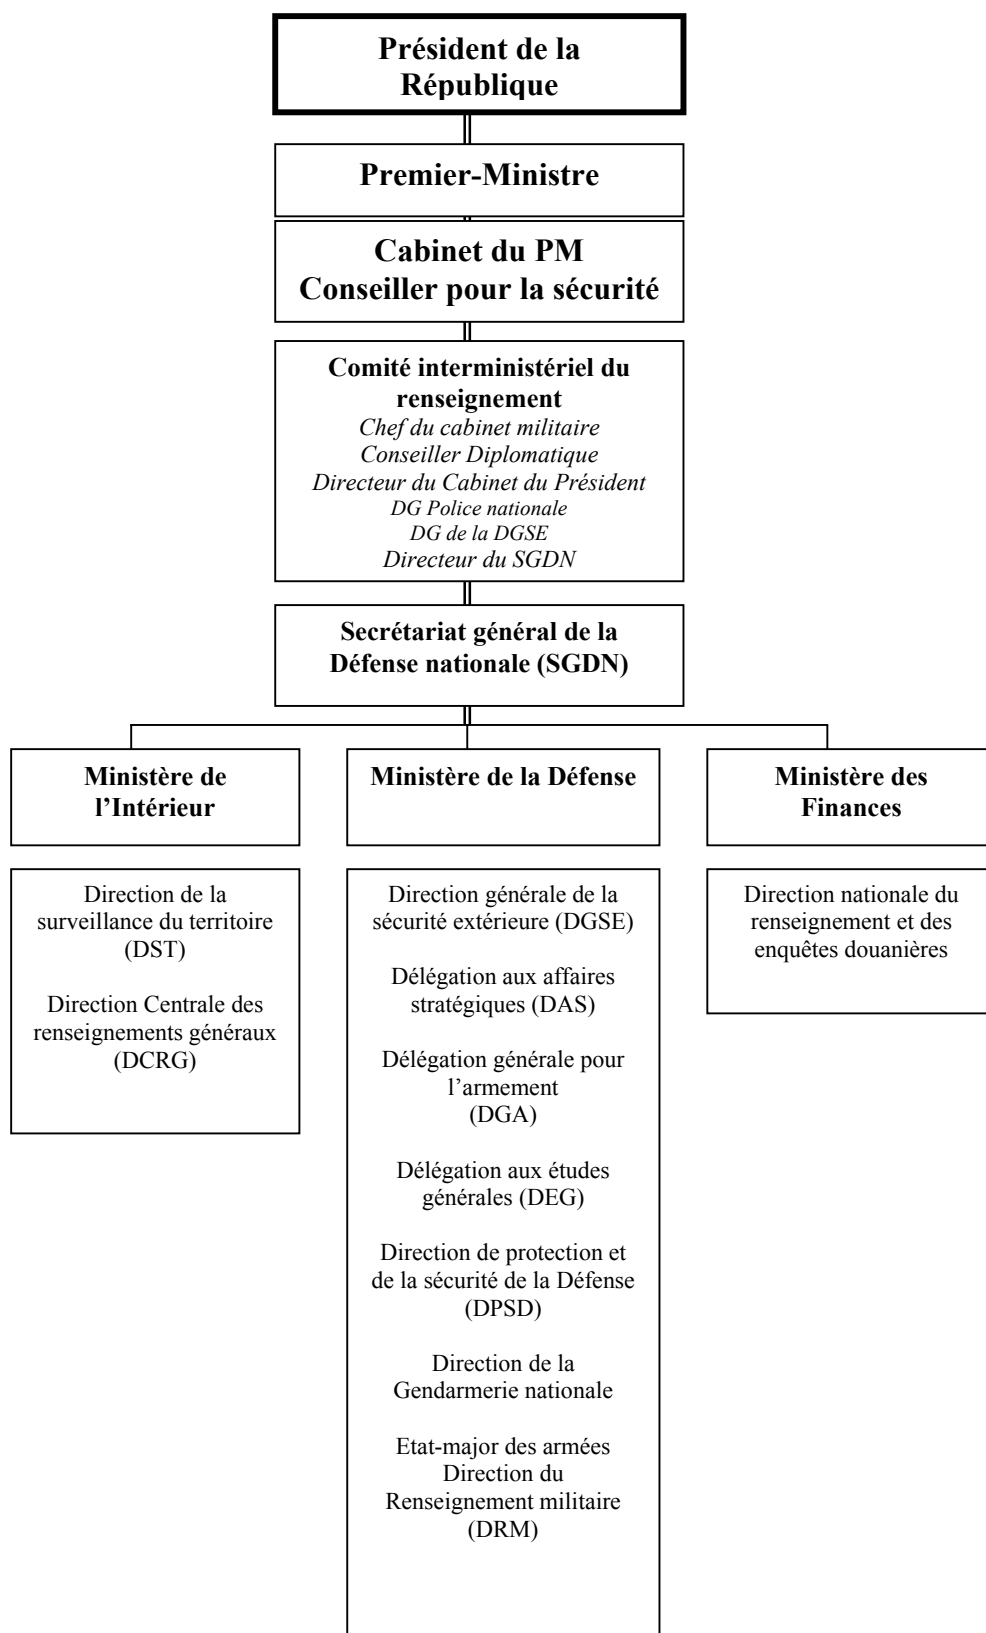 Président de la
République
Premier-Ministre
Cabinet du PM
Conseiller pour la sécurité
Comité interministériel du
renseignement
Chef du cabinet militaire
Conseiller Diplomatique
Directeur du Cabinet du Président
DG Police nationale
DG de la DGSE
Directeur du SGDN
Secrétariat général de la
Défense nationale (SGDN)
Ministère de
l’Intérieur
Direction de la
surveillance du territoire
(DST)
Direction Centrale des
renseignements généraux
(DCRG)
Ministère de la Défense
Direction générale de la
sécurité extérieure (DGSE)
Délégation aux affaires
stratégiques (DAS)
Délégation générale pour
l’armement
(DGA)
Délégation aux études
générales (DEG)
Direction de protection et
de la sécurité de la Défense
(DPSD)
Direction de la
Gendarmerie nationale
Etat-major des armées
Direction du
Renseignement militaire
(DRM)
Ministère des
Finances
Direction nationale du
renseignement et des
enquêtes douanières